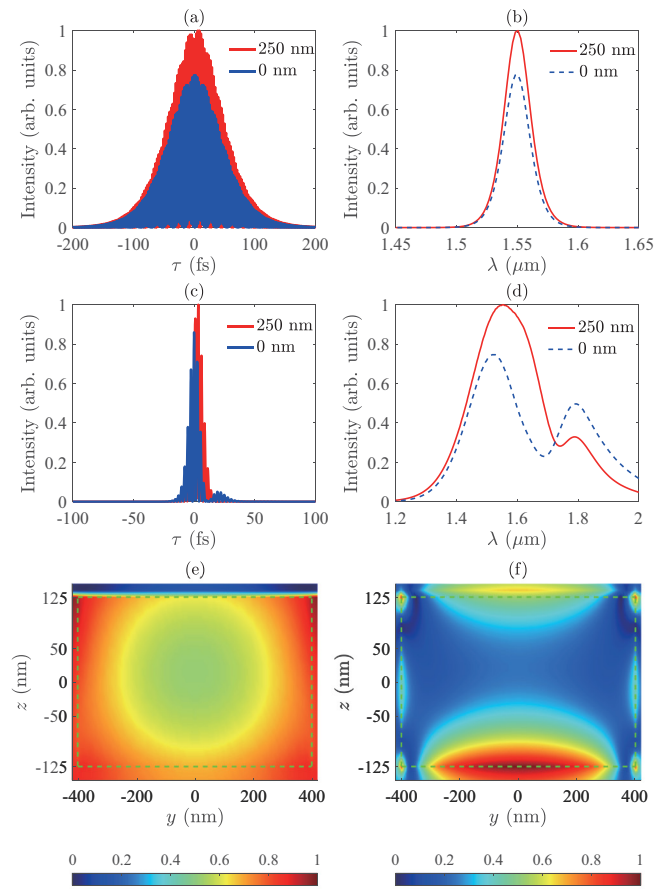 (a)
Intensity (arb. units)
1
0.8
0.6
0.4
0.2
0
250 nm
0 nm
-200 -100 0 100 200
τ (fs)
(b)
Intensity (arb. units)
1
0.8
0.6
0.4
0.2
0
250 nm
0 nm
1.45 1.5 1.55 1.6 1.65
λ (μm)
(c)
Intensity (arb. units)
1
0.8
0.6
0.4
0.2
0
250 nm
0 nm
-100 -50 0 50 100
τ (fs)
(d)
Intensity (arb. units)
1
0.8
0.6
0.4
0.2
0
250 nm
0 nm
1.2 1.4 1.6 1.8 2
λ (μm)
(e)
z (nm)
125
50
0
-50
-125
-400 -200 0 200 400
y (nm)
0 0.2 0.4 0.6 0.8 1
(f)
z (nm)
125
50
0
-50
-125
-400 -200 0 200 400
y (nm)
0 0.2 0.4 0.6 0.8 1